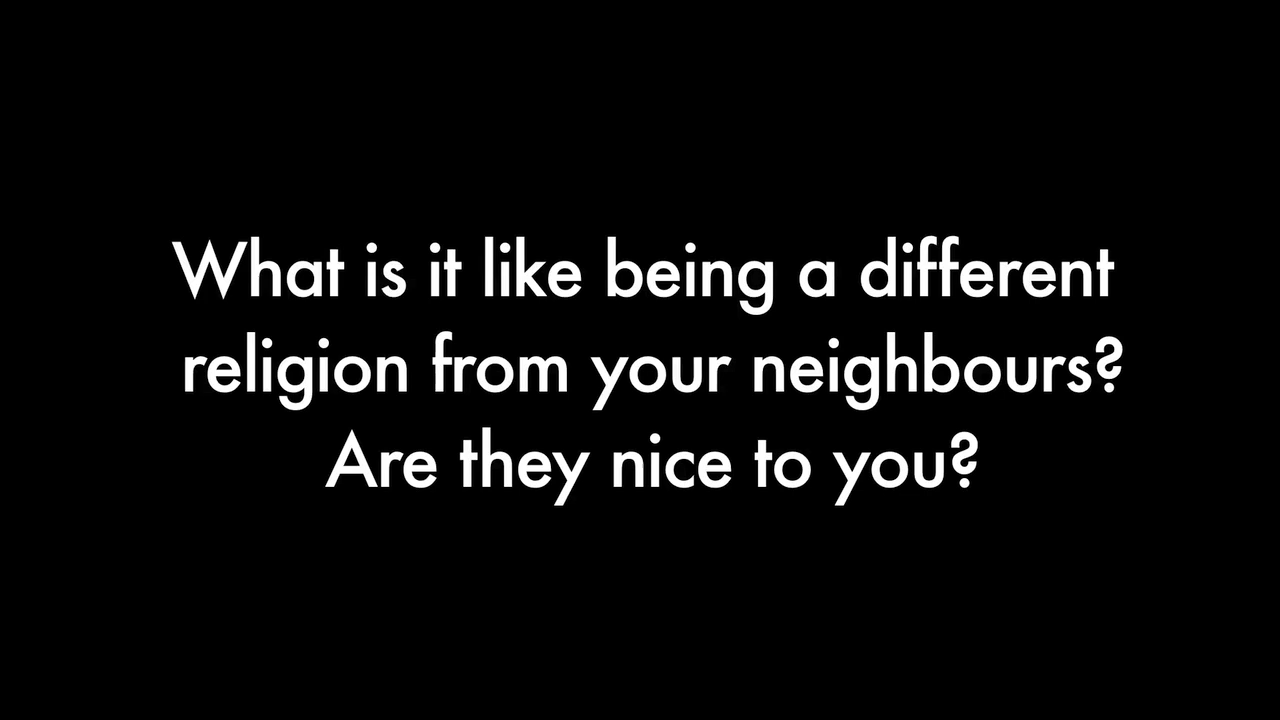 What is it like being a different
religion from your neighbours?
Are they nice to you?